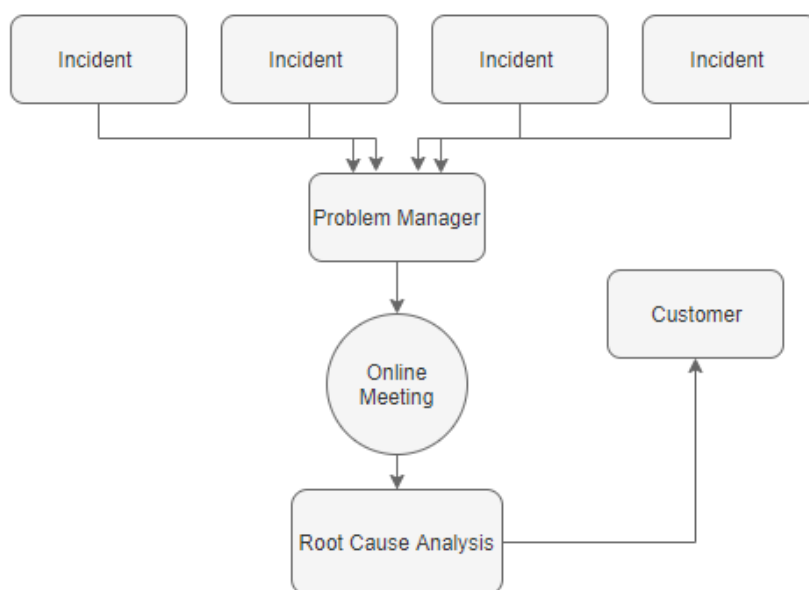 Incident
Incident
Incident
Incident
Problem Manager
Customer
Online
Meeting
Root Cause Analysis